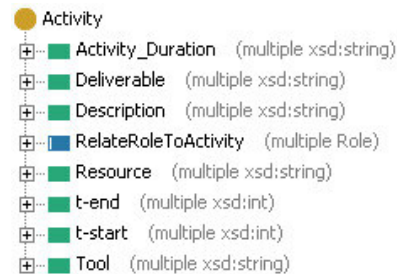 Activity
Activity_Duration (multiple xsd:string)
Deliverable (multiple xsd:string)
Description (multiple xsd:string)
RelateRoleToActivity (multiple Role)
Resource (multiple xsd:string)
t-end (multiple xsd:int)
t-start (multiple xsd:int)
Tool (multiple xsd:string)